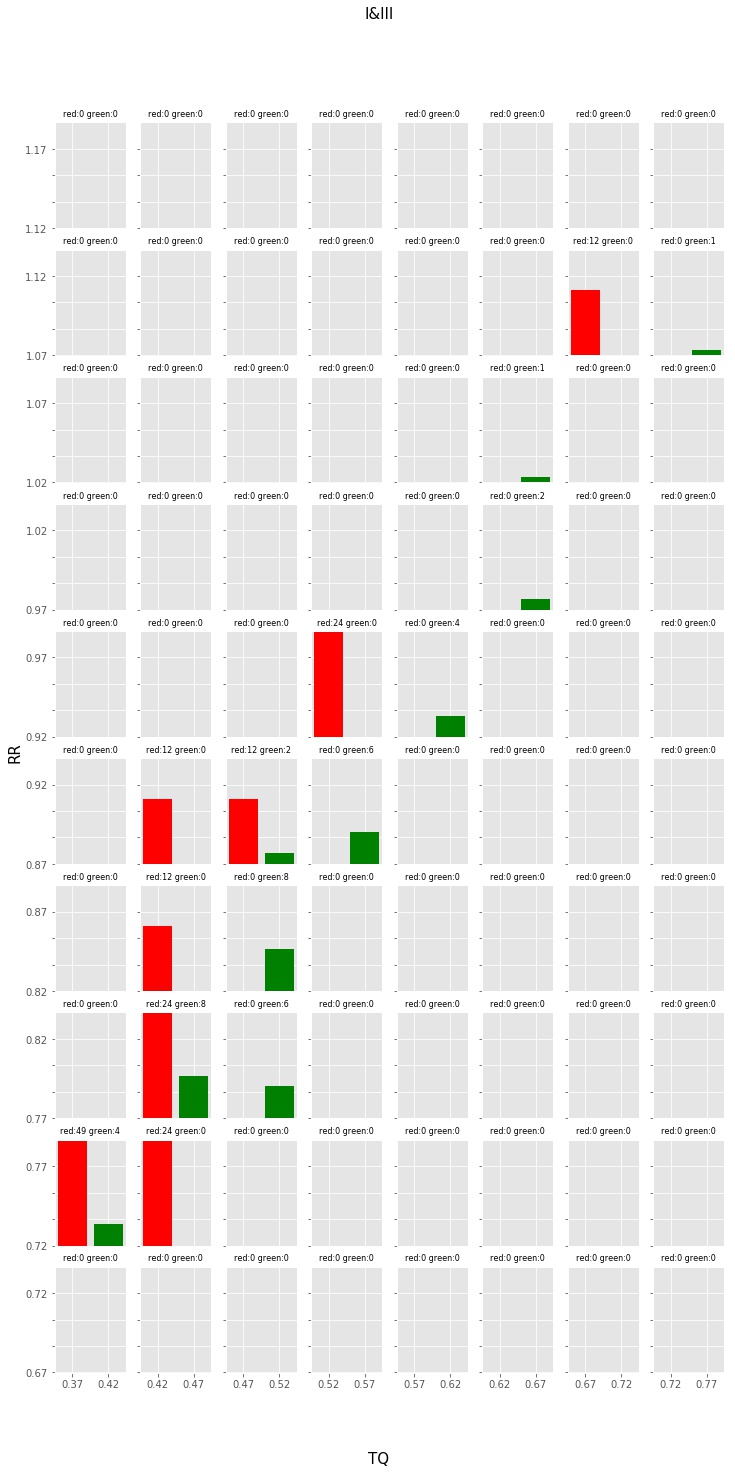 I&III
red:0 green:0 red:0 green:0 red:0 green:0 red:0 green:0 red:0 green:0 red:0 green:0 red:0 green:0 red:0 green:0
1.17
1.12
red:0 green:0 red:0 green:0 red:0 green:0 red:0 green:0 red:0 green:0 red:0 green:0 red:12 green:0 red:0 green:1
1.12
1.07
red:0 green:0 red:0 green:0 red:0 green:0 red:0 green:0 red:0 green:0 red:0 green:1 red:0 green:0 red:0 green:0
1.07
1.02
red:0 green:0 red:0 green:0 red:0 green:0 red:0 green:0 red:0 green:0 red:0 green:2 red:0 green:0 red:0 green:0
1.02
0.97
red:0 green:0 red:0 green:0 red:0 green:0 red:24 green:0 red:0 green:4 red:0 green:0 red:0 green:0 red:0 green:0
0.97
0.92
RR
red:0 green:0 red:12 green:0 red:12 green:2 red:0 green:6 red:0 green:0 red:0 green:0 red:0 green:0 red:0 green:0
0.92
0.87
red:0 green:0 red:12 green:0 red:0 green:8 red:0 green:0 red:0 green:0 red:0 green:0 red:0 green:0 red:0 green:0
0.87
0.82
red:0 green:0 red:24 green:8 red:0 green:6 red:0 green:0 red:0 green:0 red:0 green:0 red:0 green:0 red:0 green:0
0.82
0.77
red:49 green:4 red:24 green:0 red:0 green:0 red:0 green:0 red:0 green:0 red:0 green:0 red:0 green:0 red:0 green:0
0.77
0.72
red:0 green:0 red:0 green:0 red:0 green:0 red:0 green:0 red:0 green:0 red:0 green:0 red:0 green:0 red:0 green:0
0.72
0.67
0.37 0.42 0.42 0.47 0.47 0.52 0.52 0.57 0.57 0.62 0.62 0.67 0.67 0.72 0.72 0.77
TQ